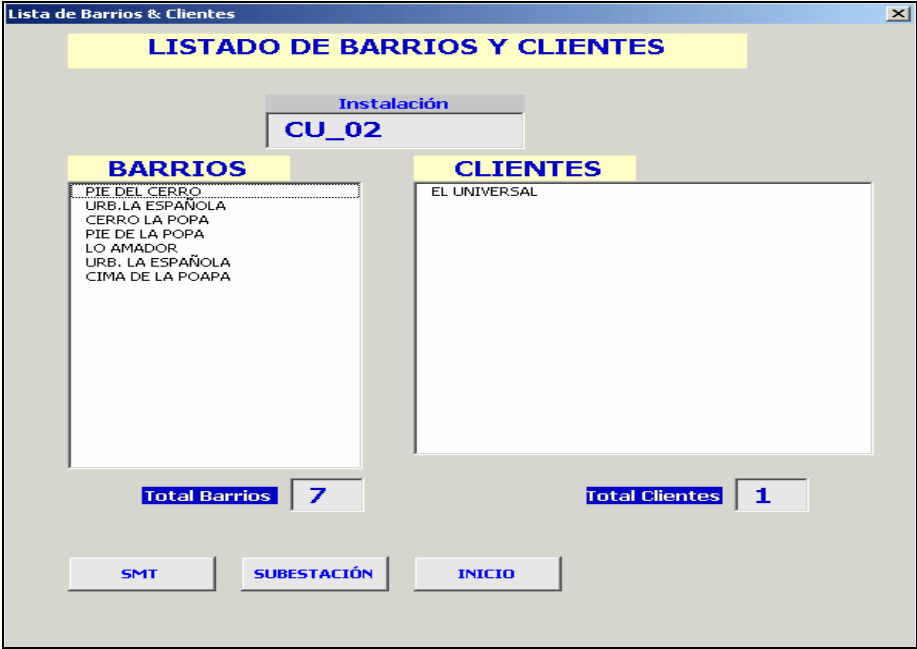 Lista de Barrios & Clientes
LISTADO DE BARRIOS Y CLIENTES
Instalación
CU_02
BARRIOS
PIE DEL CERRO
URB.LA ESPAÑOLA
CERRO LA POPA
PIE DE LA POPA
LO AMADOR
URB. LA ESPAÑOLA
CIMA DE LA POAPA
CLIENTES
EL UNIVERSAL
Total Barrios 7
Total Clientes 1
SMT SUBESTACIÓN INICIO